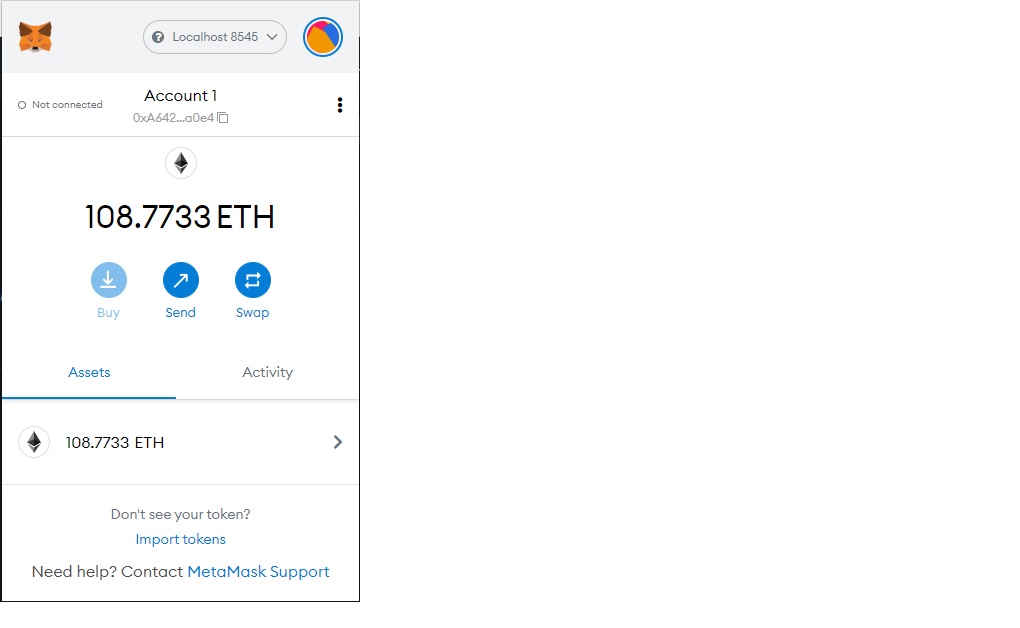 Localhost 8545
Not connected
Account 1
0xA642...a0e4
108.7733 ETH
Buy
Send
Swap
Assets
Activity
108.7733 ETH
Don't see your token?
Import tokens
Need help? Contact MetaMask Support